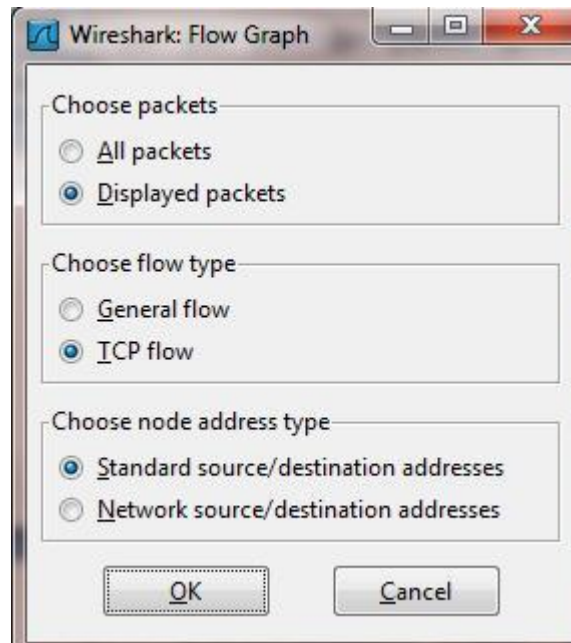 Wireshark: Flow Graph
Choose packets
All packets
Displayed packets
Choose flow type
General flow
TCP flow
Choose node address type
Standard source/destination addresses
Network source/destination addresses
OK
Cancel